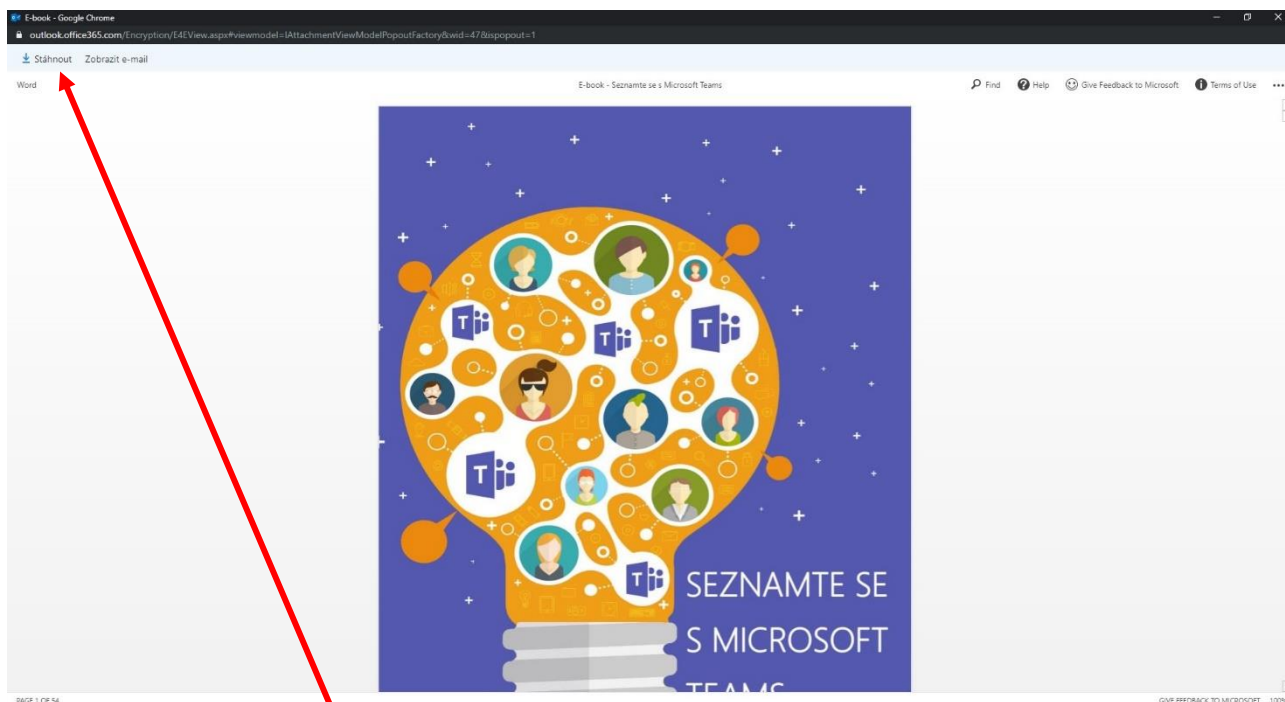 E-book - Google Chrome
outlook.office365.com/Encryption/E4EView.aspx#viewmodel=IAttachmentViewModelPopoutFactory&wid=47&ispopout=1
Stáhnout Zobrazit e-mail
Word E-book - Seznamte se s Microsoft Teams Find Help Give Feedback to Microsoft Terms of Use
T
T
T
T
T
SEZNAMTE SE
S MICROSOFT
TEAMS
PAGE 1 OF 54 GIVE FEEDBACK TO MICROSOFT 100%